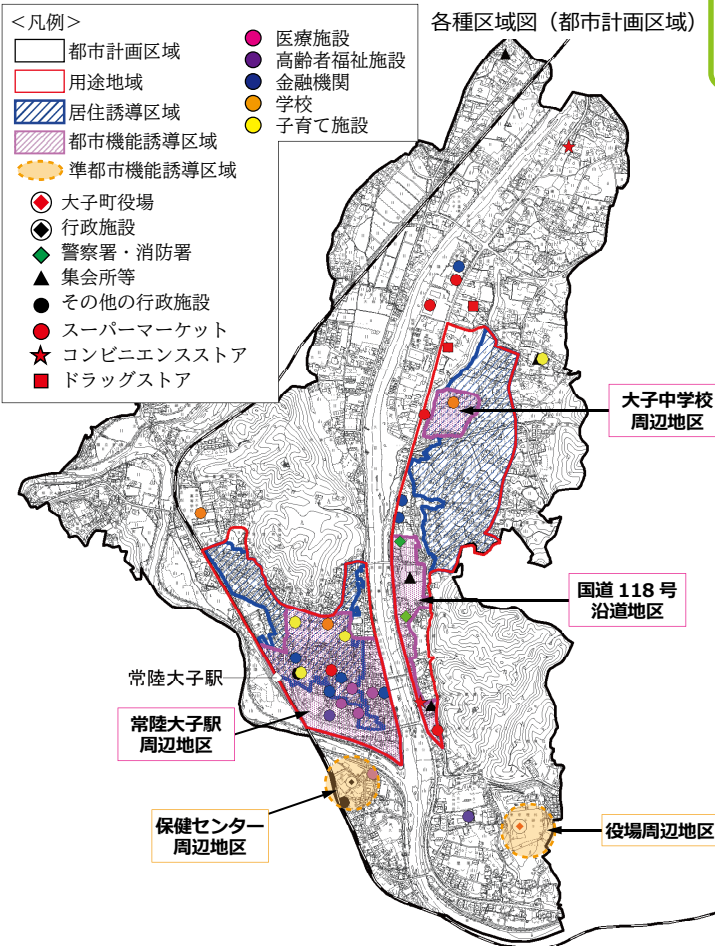 各種区域図（都市計画区域）
＜凡例＞
都市計画区域
用途地域
居住誘導区域
都市機能誘導区域
準都市機能誘導区域
大子町役場
行政施設
警察署・消防署
集会所等
その他の行政施設
スーパーマーケット
コンビニエンスストア
ドラッグストア
医療施設
高齢者福祉施設
金融機関
学校
子育て施設
大子中学校
周辺地区
国道 118 号
沿道地区
常陸大子駅
常陸大子駅
周辺地区
保健センター
周辺地区
役場周辺地区